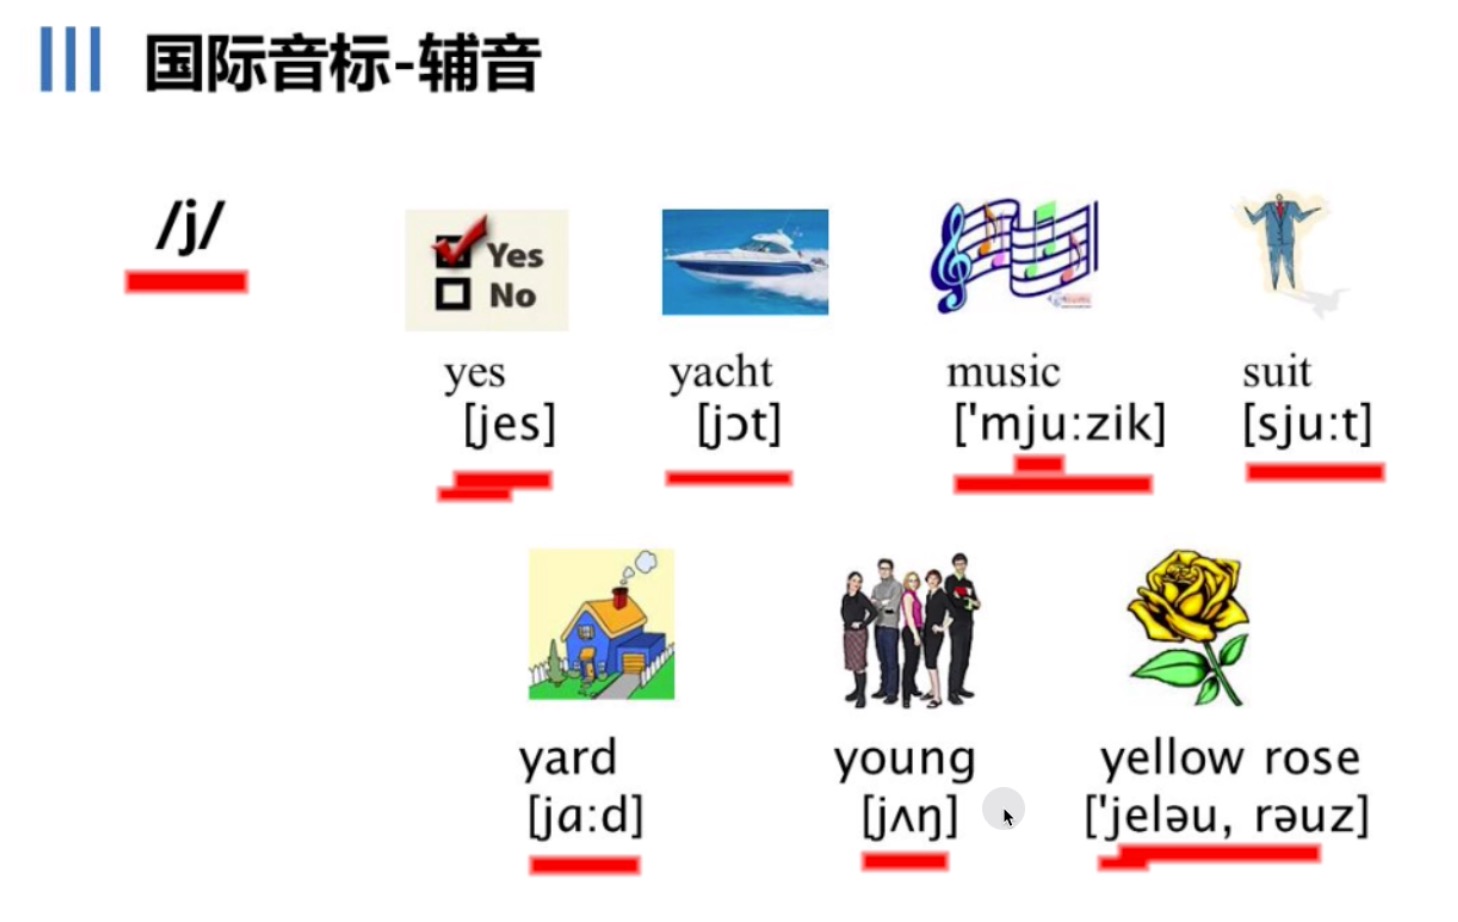 国际音标-辅音
/j/
Yes
No
yes
[jes]
yacht
[jɔt]
music
['mju:zik]
suit
[sju:t]
yard
[jɑ:d]
young
[jʌŋ]
yellow rose
['jeləu, rəuz]